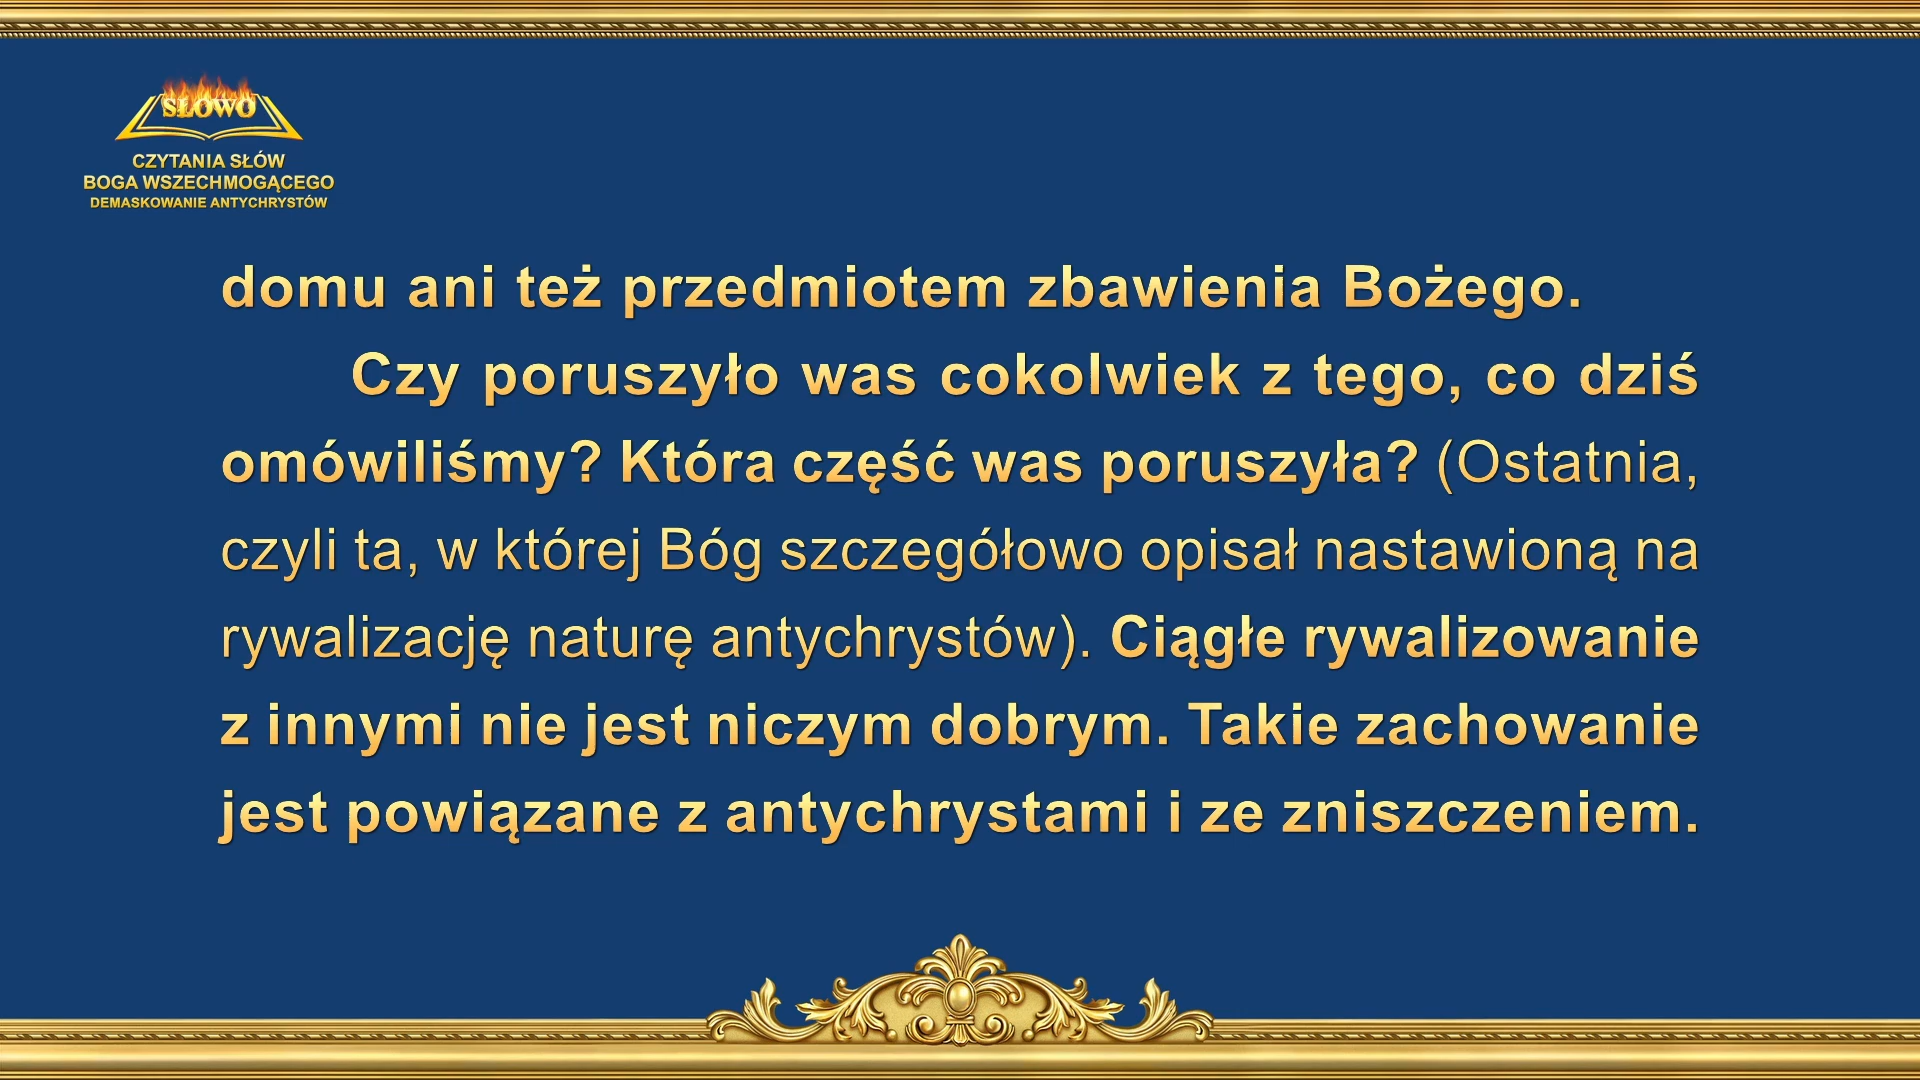 SŁOWO
CZYTANIA SŁÓW
BOGA WSZECHMOGĄCEGO
DEMASKOWANIE ANTYCHRYSTÓW
domu ani też przedmiotem zbawienia Bożego.
Czy poruszyło was cokolwiek z tego, co dziś
omówiliśmy? Która część was poruszyła? (Ostatnia,
czyli ta, w której Bóg szczegółowo opisał nastawioną na
rywalizację naturę antychrystów). Ciągłe rywalizowanie
z innymi nie jest niczym dobrym. Takie zachowanie
jest powiązane z antychrystami i ze zniszczeniem.